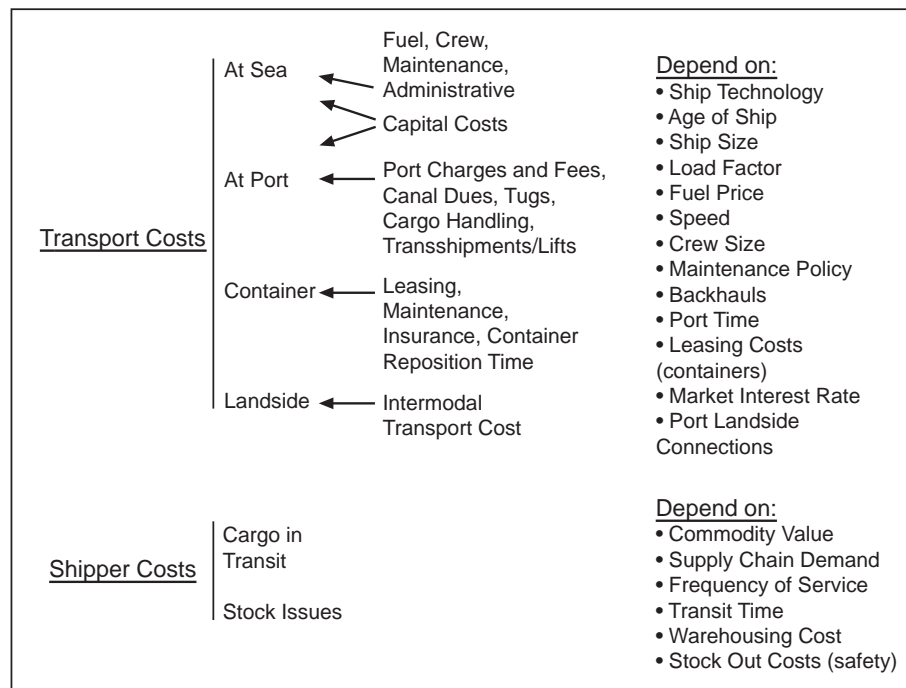 Transport Costs
At Sea
Fuel, Crew,
Maintenance,
Administrative
Capital Costs
At Port
Port Charges and Fees,
Canal Dues, Tugs,
Cargo Handling,
Transshipments/Lifts
Container
Leasing,
Maintenance,
Insurance, Container
Reposition Time
Landside
Intermodal
Transport Cost
Depend on:
• Ship Technology
• Age of Ship
• Ship Size
• Load Factor
• Fuel Price
• Speed
• Crew Size
• Maintenance Policy
• Backhauls
• Port Time
• Leasing Costs
(containers)
• Market Interest Rate
• Port Landside
Connections
Shipper Costs
Cargo in
Transit
Stock Issues
Depend on:
• Commodity Value
• Supply Chain Demand
• Frequency of Service
• Transit Time
• Warehousing Cost
• Stock Out Costs (safety)